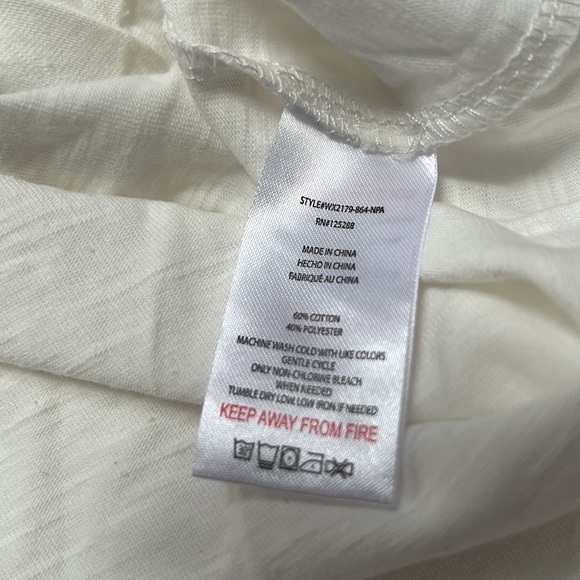 STYLE#WX2179-864-NPA
RN#125288
MADE IN CHINA
HECHO IN CHINA
FABRIQUÉ AU CHINA
60% COTTON
40% POLYESTER
MACHINE WASH COLD WITH LIKE COLORS
GENTLE CYCLE
ONLY NON-CHLORINE BLEACH
WHEN NEEDED
TUMBLE DRY LOW. LOW IRON IF NEEDED
KEEP AWAY FROM FIRE